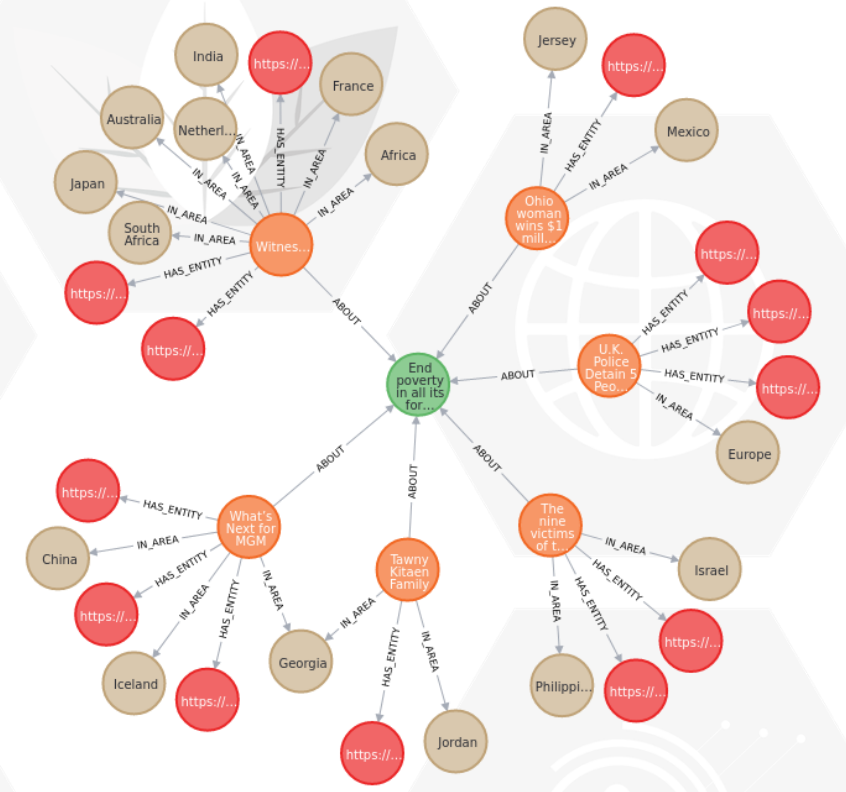 India
https://...
France
Australia
Netherl...
Africa
Japan
South
Africa
Witnes...
https://...
https://...
IN_AREA
IN_AREA
IN_AREA
IN_AREA
IN_AREA
IN_AREA
IN_AREA
HAS_ENTITY
HAS_ENTITY
HAS_ENTITY
ABOUT
Jersey
https://...
Mexico
IN_AREA
HAS_ENTITY
IN_AREA
Ohio
woman
wins $1
mill...
ABOUT
https://...
https://...
https://...
HAS_ENTITY
HAS_ENTITY
HAS_ENTITY
IN_AREA
U.K.
Police
Detain 5
Peo...
Europe
ABOUT
End
poverty
in all its
for...
ABOUT
ABOUT
ABOUT
https://...
HAS_ENTITY
What's
Next for
MGM
China
IN_AREA
HAS_ENTITY
https://...
IN_AREA
HAS_ENTITY
IN_AREA
Iceland
https://...
Georgia
Tawny
Kitaen
Family
IN_AREA
HAS_ENTITY
IN_AREA
https://...
Jordan
The
nine
victims
of t...
IN_AREA
Israel
HAS_ENTITY
HAS_ENTITY
IN_AREA
https://...
Philippi...
https://...